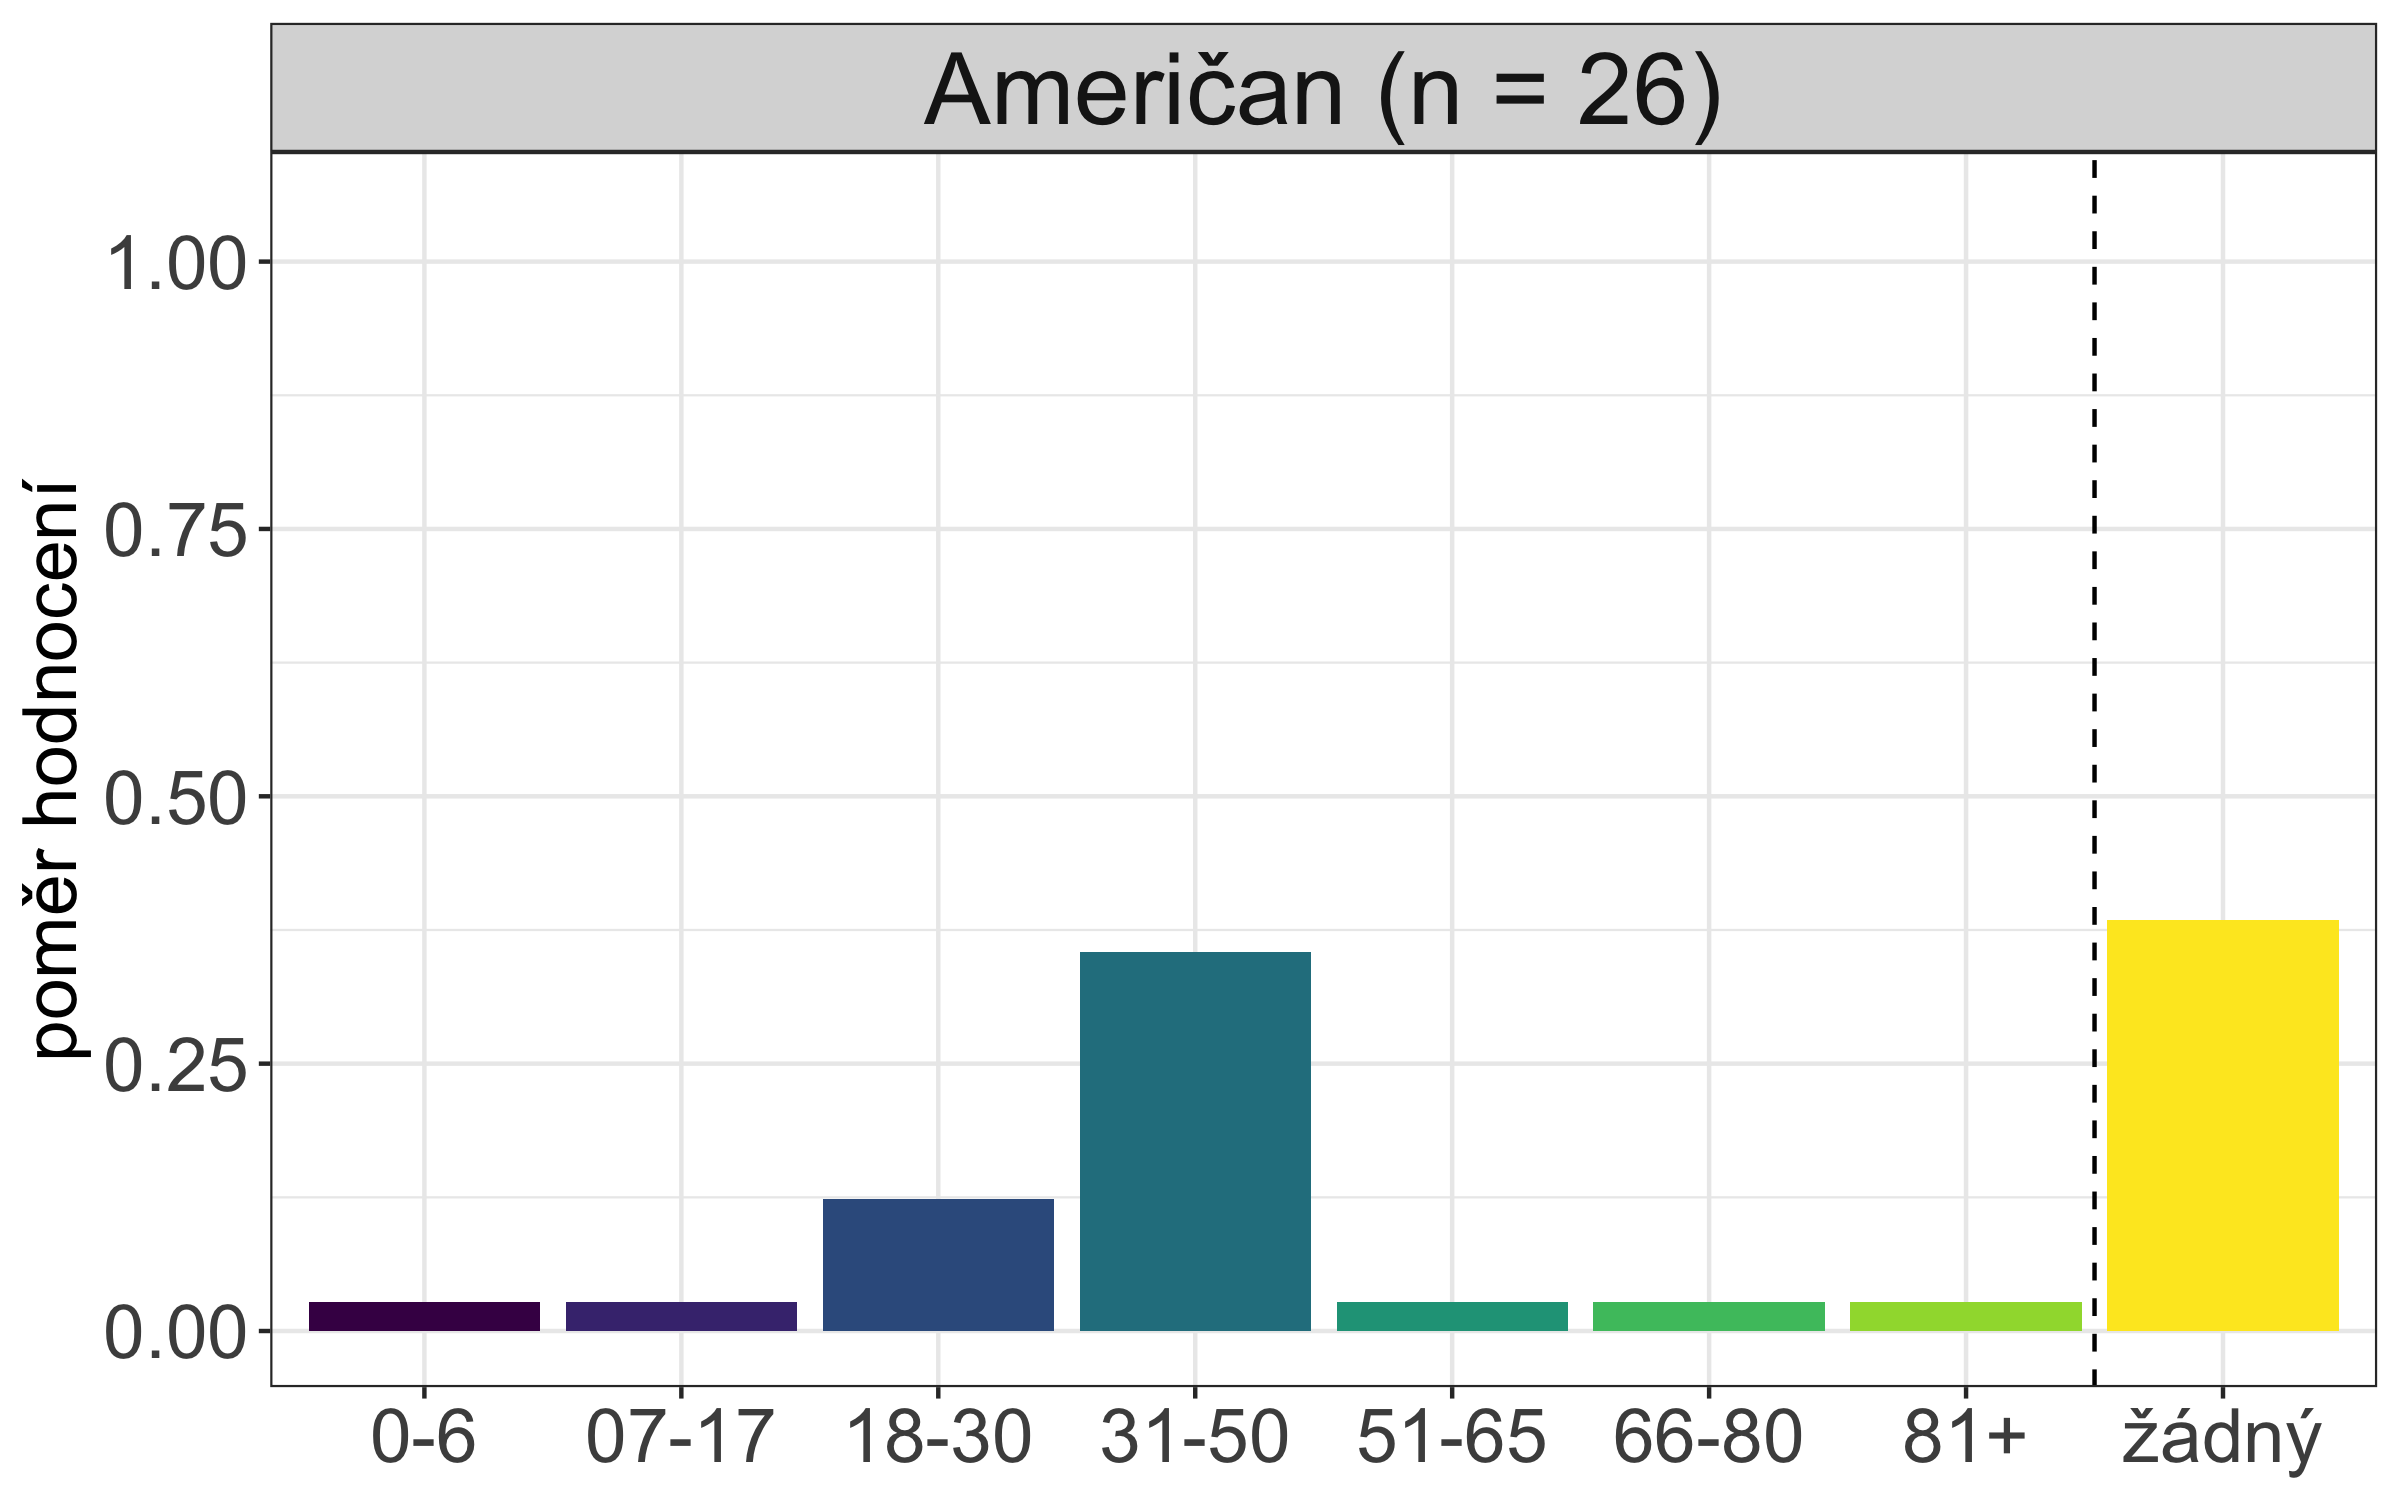 Američan (n = 26)
poměr hodnocení
1.00
0.75
0.50
0.25
0.00
0-6 07-17 18-30 31-50 51-65 66-80 81+ žádný